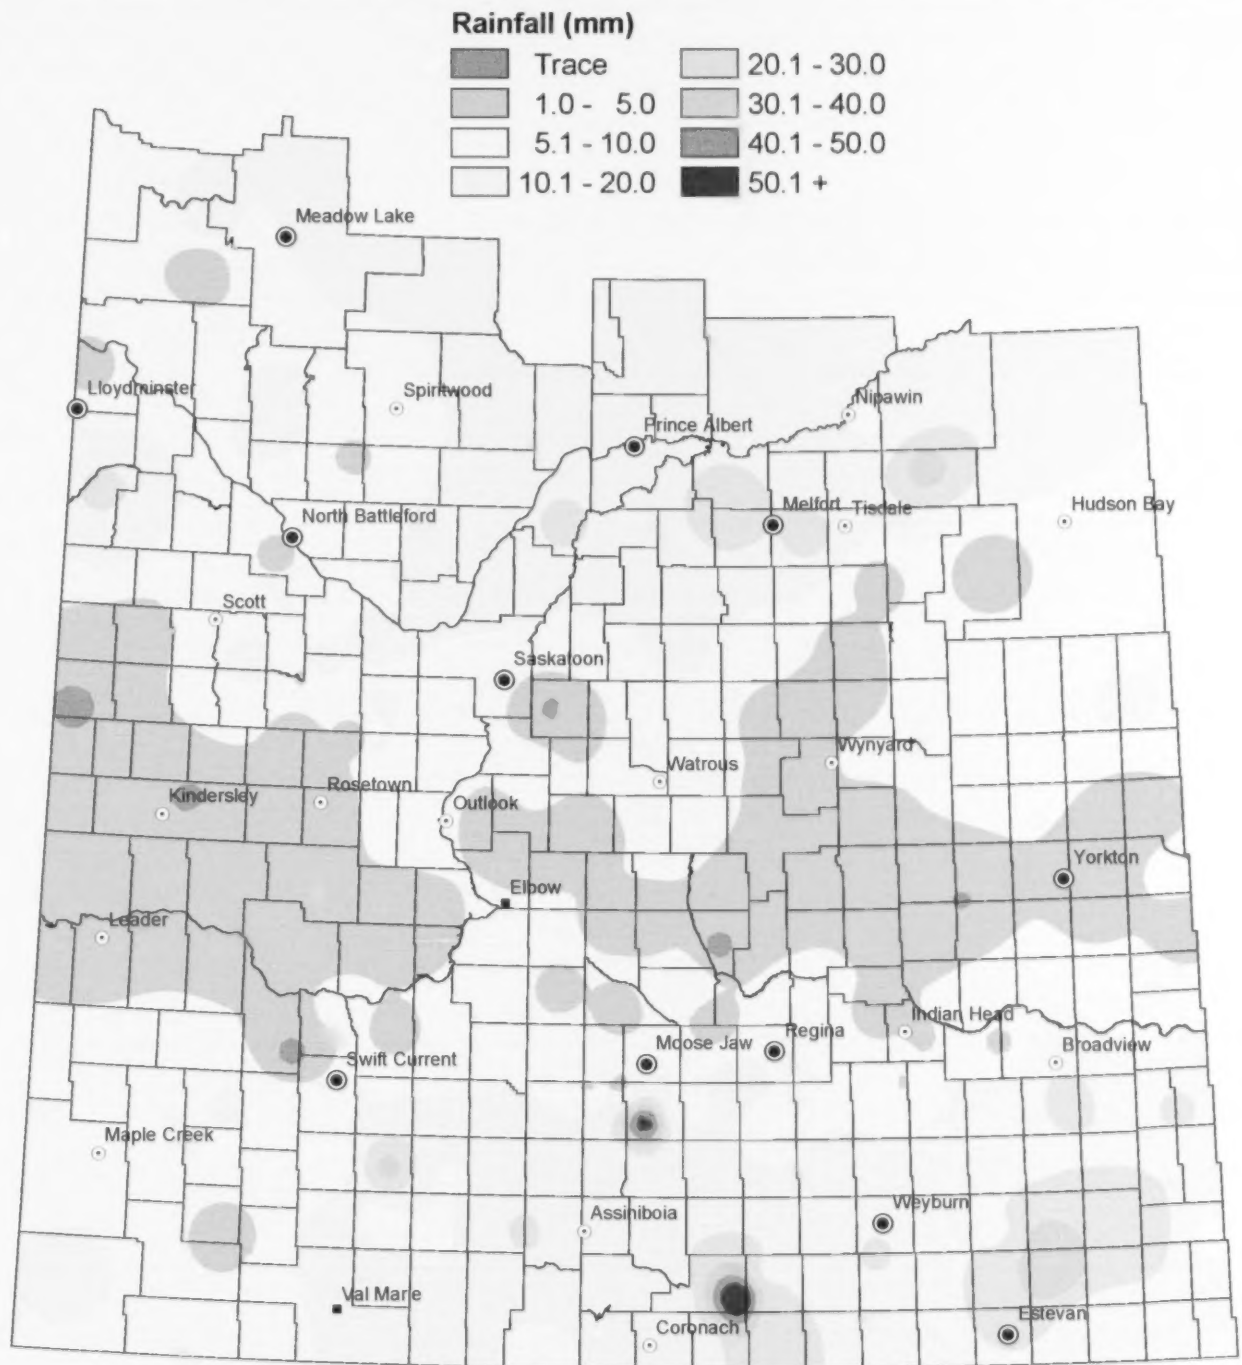 Rainfall (mm)
Trace
20.1 - 30.0
1.0 - 5.0
30.1 - 40.0
5.1 - 10.0
40.1 - 50.0
10.1 - 20.0
50.1 +
Meadow Lake
Lloydminster
Spiritwood
Nipawin
Prince Albert
North Battleford
Melfort
Tisdale
Hudson Bay
Scott
Saskatoon
Wynyard
Watrous
Kindersley
Rosetown
Outlook
Yorkton
Elbow
Leader
Indian Head
Regina
Moose Jaw
Broadview
Swift Current
Maple Creek
Weyburn
Assiniboia
Val Marie
Estevan
Coronach